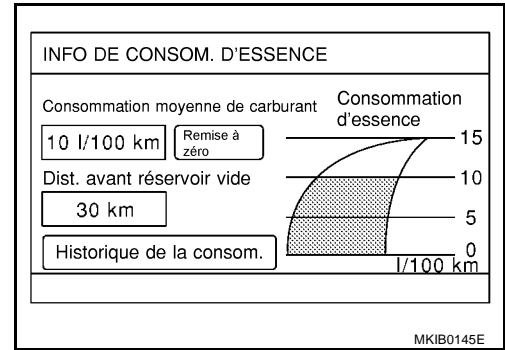 INFO DE CONSOM. D'ESSENCE
Consommation moyenne de carburant
10 l/100 km
Remise à
zéro
Dist. avant réservoir vide
30 km
Historique de la consom.
Consommation
d'essence
15
10
5
0
l/100 km
MKIB0145E